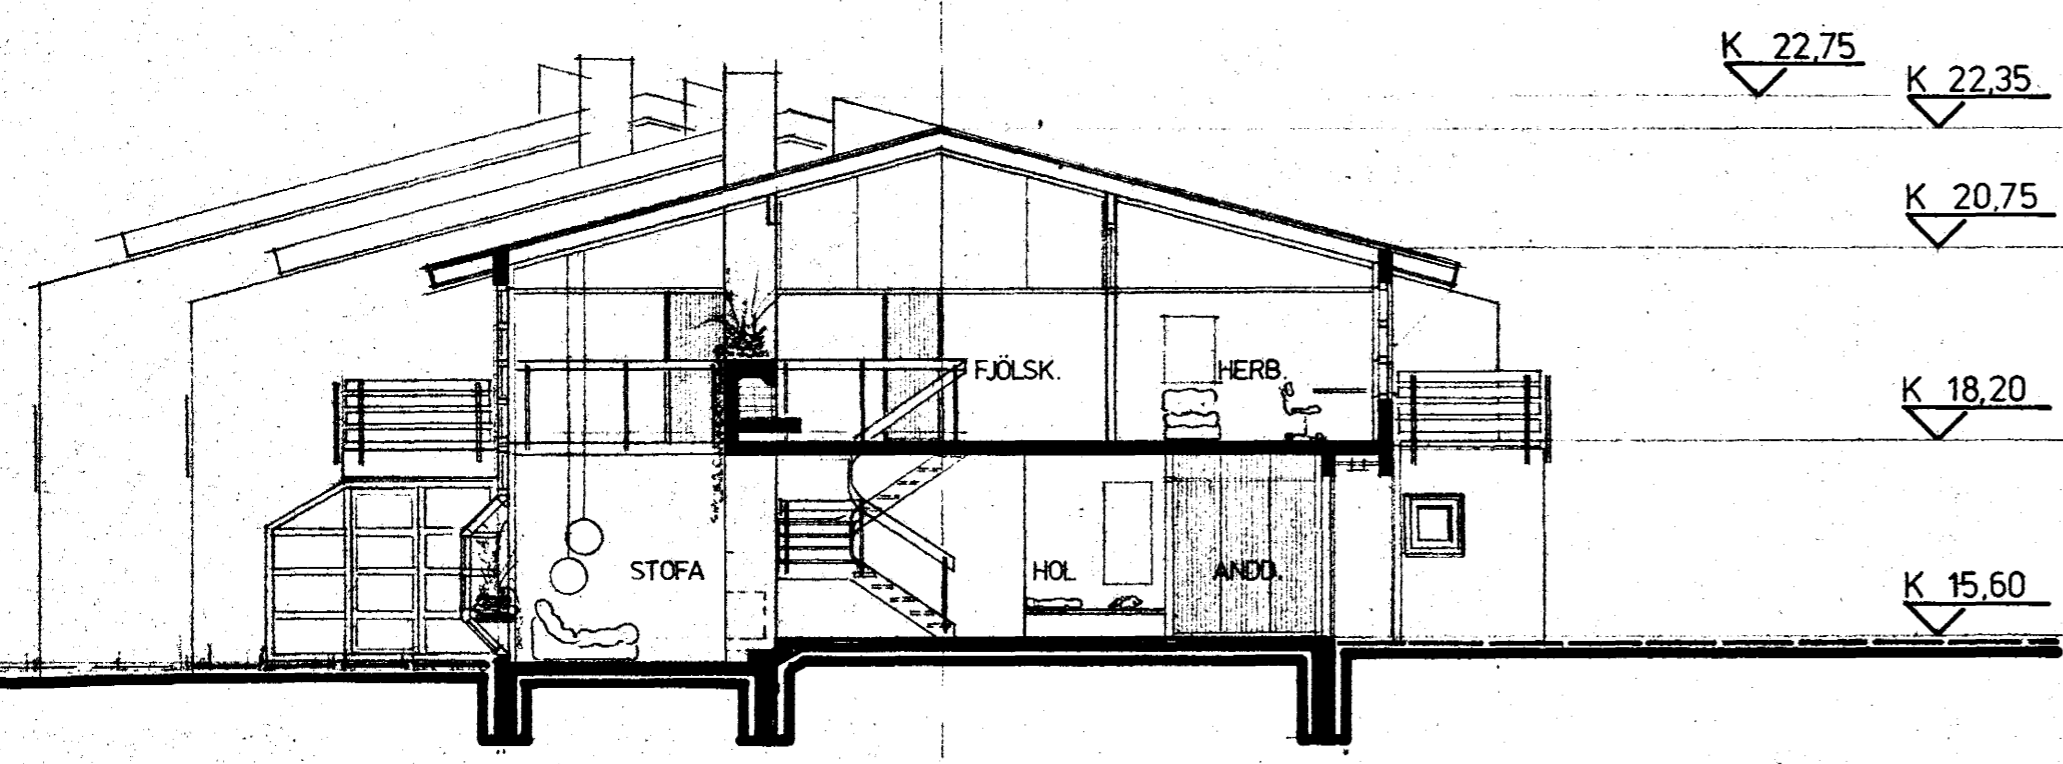 K 22,75
K 22,35
K 20,75
FJÖLSK.
HERB.
K 18,20
STOFA
HOL
ANDD.
K 15,60